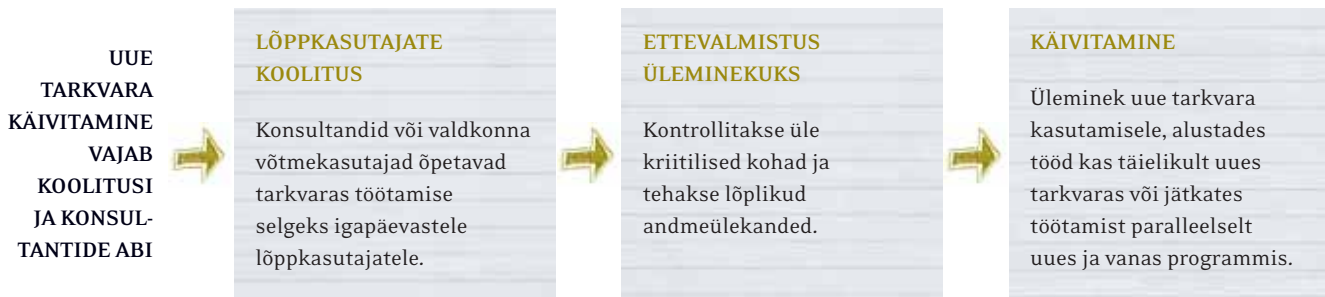 UUE
TARKVARA
KÄIVITAMINE
VAJAB
KOOLITUSI
JA KONSUL-
TANTIDE ABI
LÕPPKASUTAJATE
KOOLITUS
Konsultandid või valdkonna
võtmekasutajad õpetavad
tarkvaras töötamise
selgeks igapäevastele
lõppkasutajatele.
ETTEVALMISTUS
ÜLEMINEKUKS
Kontrollitakse üle
kriitilised kohad ja
tehakse lõplikud
andmeülekanded.
KÄIVITAMINE
Üleminek uue tarkvara
kasutamisele, alustades
tööd kas täielikult uues
tarkvaras või jätkates
töötamist paralleelselt
uues ja vanas programmis.